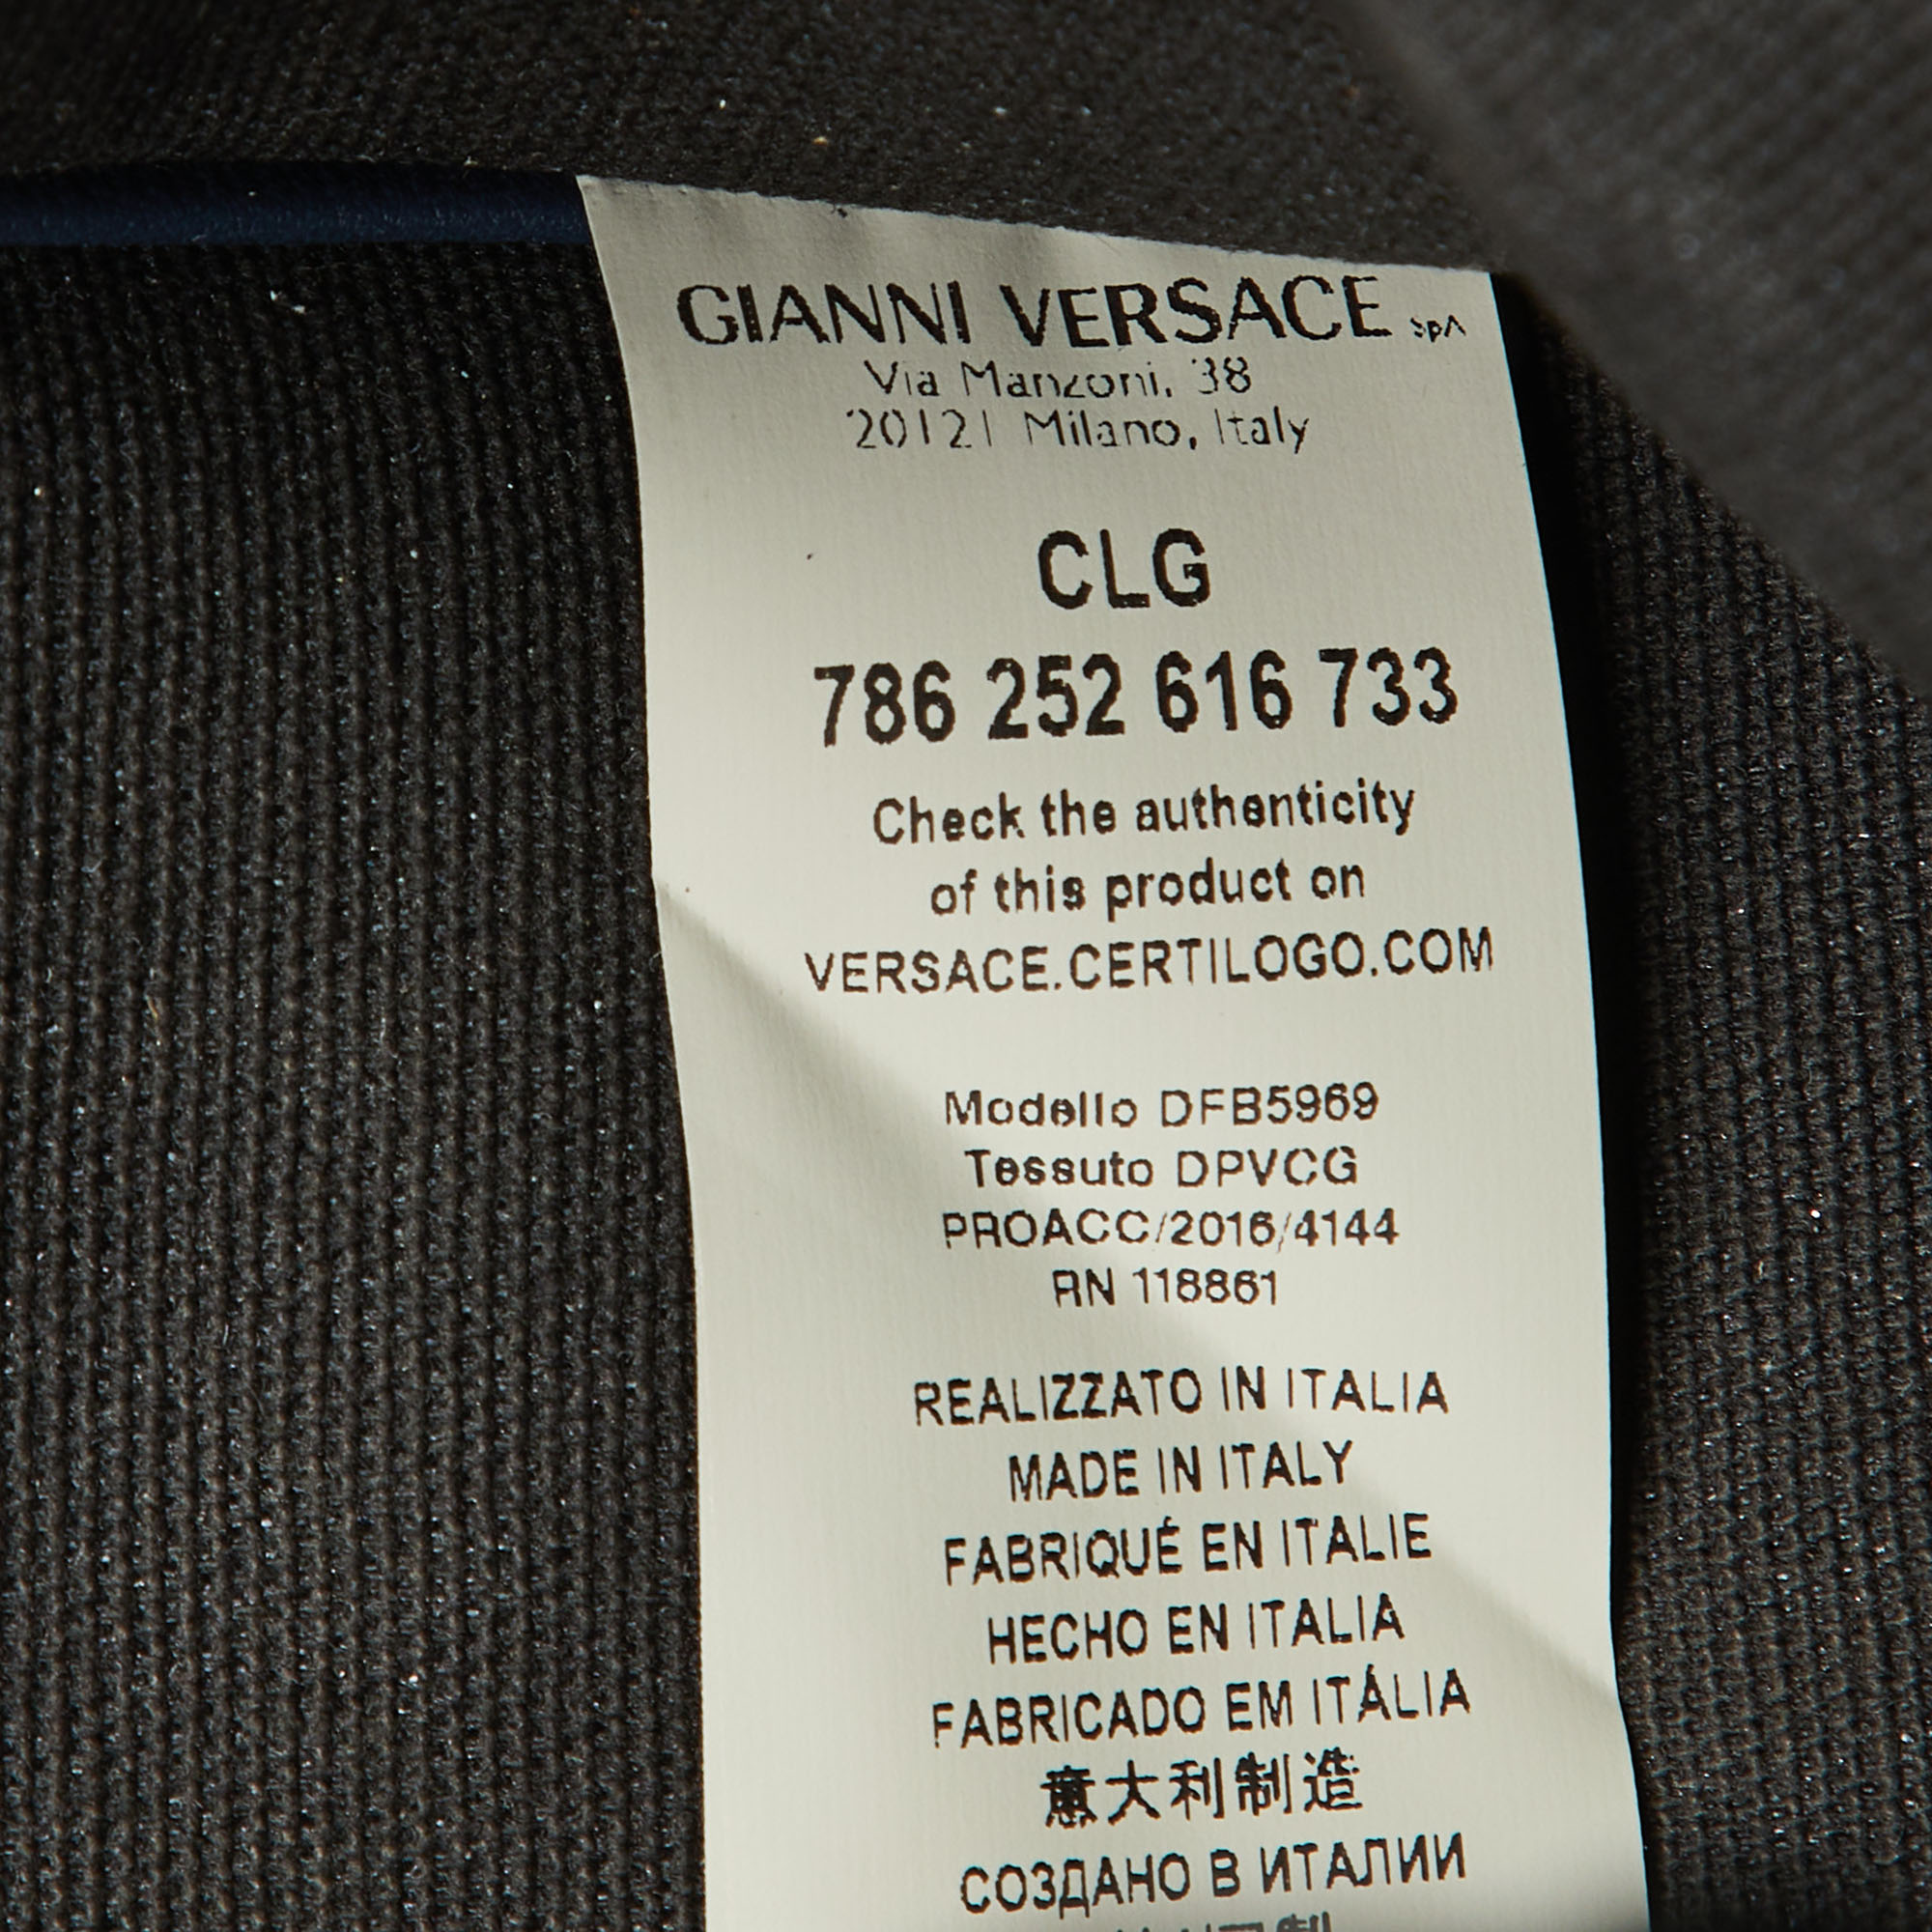 GIANNI VERSACE SpA
Via Manzoni, 38
20121 Milano, Italy
CLG
786 252 616 733
Check the authenticity
of this product on
VERSACE.CERTILOGO.COM
Modello DFB5969
Tessuto DPVCG
PROACC/2016/4144
RN 118861
REALIZZATO IN ITALIA
MADE IN ITALY
FABRIQUÉ EN ITALIE
HECHO EN ITALIA
FABRICADO EM ITÁLIA
意大利制造
СОЗДАНО В ИТАЛИИ